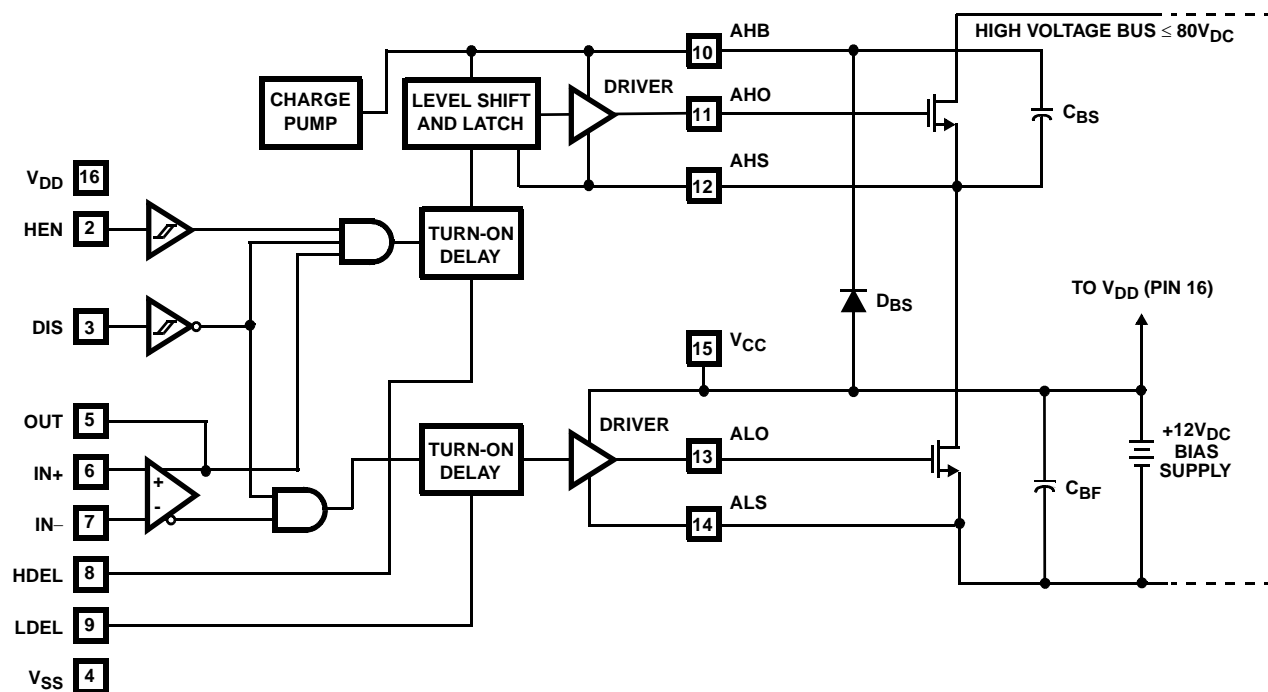 AHB
HIGH VOLTAGE BUS ≤ 80VDC
10
CHARGE
PUMP
LEVEL SHIFT
AND LATCH
DRIVER
AHO
11
CBS
AHS
12
VDD 16
HEN 2
TURN-ON
DELAY
DIS 3
DBS
TO VDD (PIN 16)
VCC
15
OUT 5
DRIVER
ALO
13
TURN-ON
DELAY
+12VDC
BIAS
SUPPLY
IN+ 6
+
-
IN– 7
CBF
ALS
14
HDEL 8
LDEL 9
VSS 4